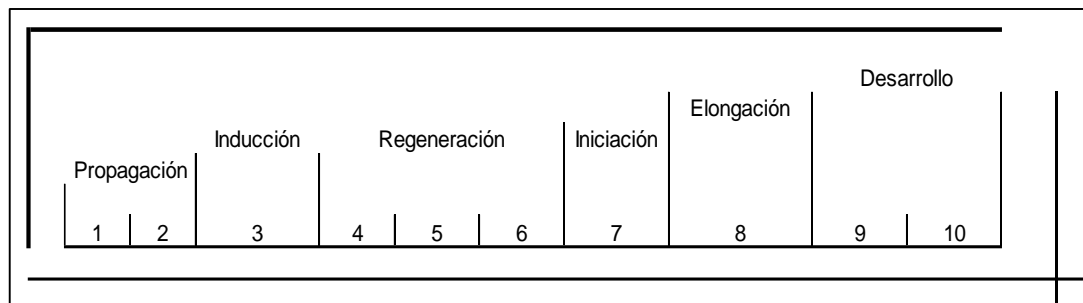 Desarrollo
Elongación
Inducción Regeneración Iniciación
Propagación
1 2 3 4 5 6 7 8 9 10